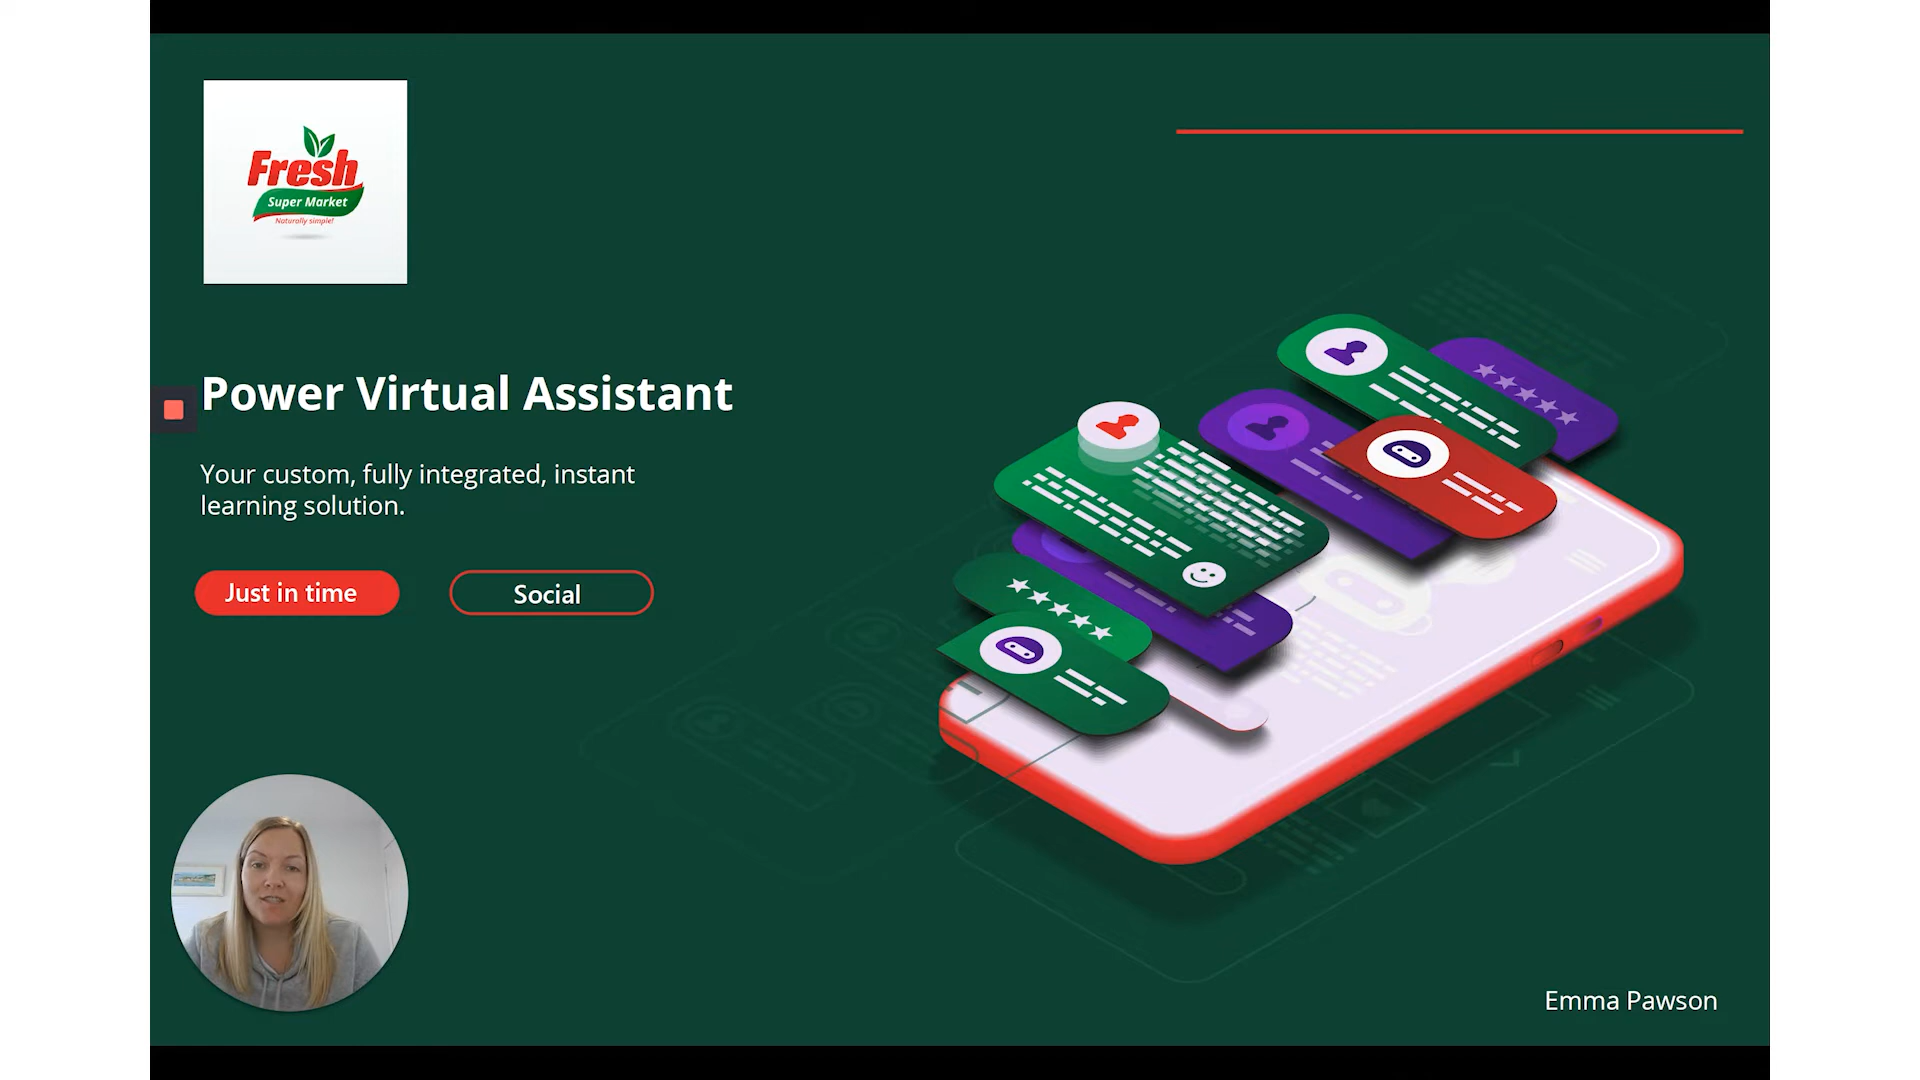 Fresh
Super Market
Naturally simple!
Power Virtual Assistant
Your custom, fully integrated, instant
learning solution.
Just in time
Social
Emma Pawson